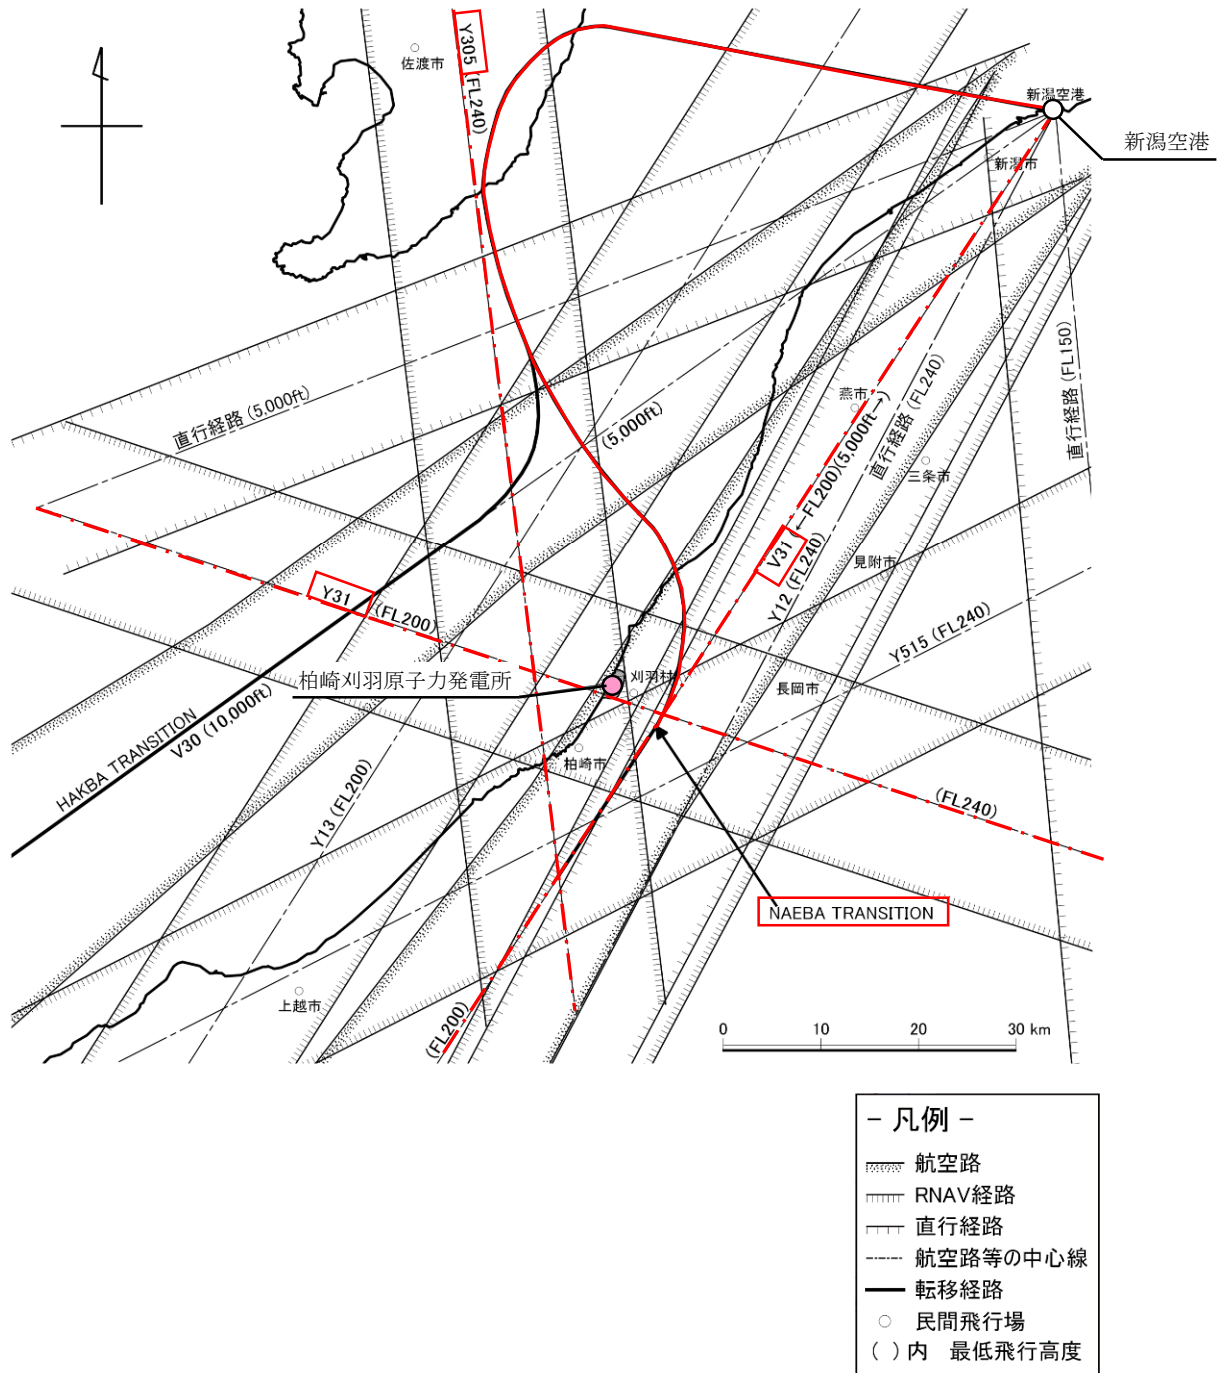 佐渡市
Y305 (FL240)
新潟空港
新潟空港
新潟市
直行経路 (5,000ft)
(5,000ft)
燕市
直行経路 (FL240)
直行経路 (FL150)
三条市
V31 (←FL200)(5,000ft→)
Y12 (FL240)
見附市
Y31 (FL200)
Y515 (FL240)
柏崎刈羽原子力発電所
刈羽村
長岡市
HAKBA TRANSITION
V30 (10,000ft)
柏崎市
Y13 (FL200)
(FL240)
NAEBA TRANSITION
上越市
(FL200)
0 10 20 30 km
- 凡例 -
航空路
RNAV経路
直行経路
航空路等の中心線
転移経路
民間飛行場
( ) 内 最低飛行高度